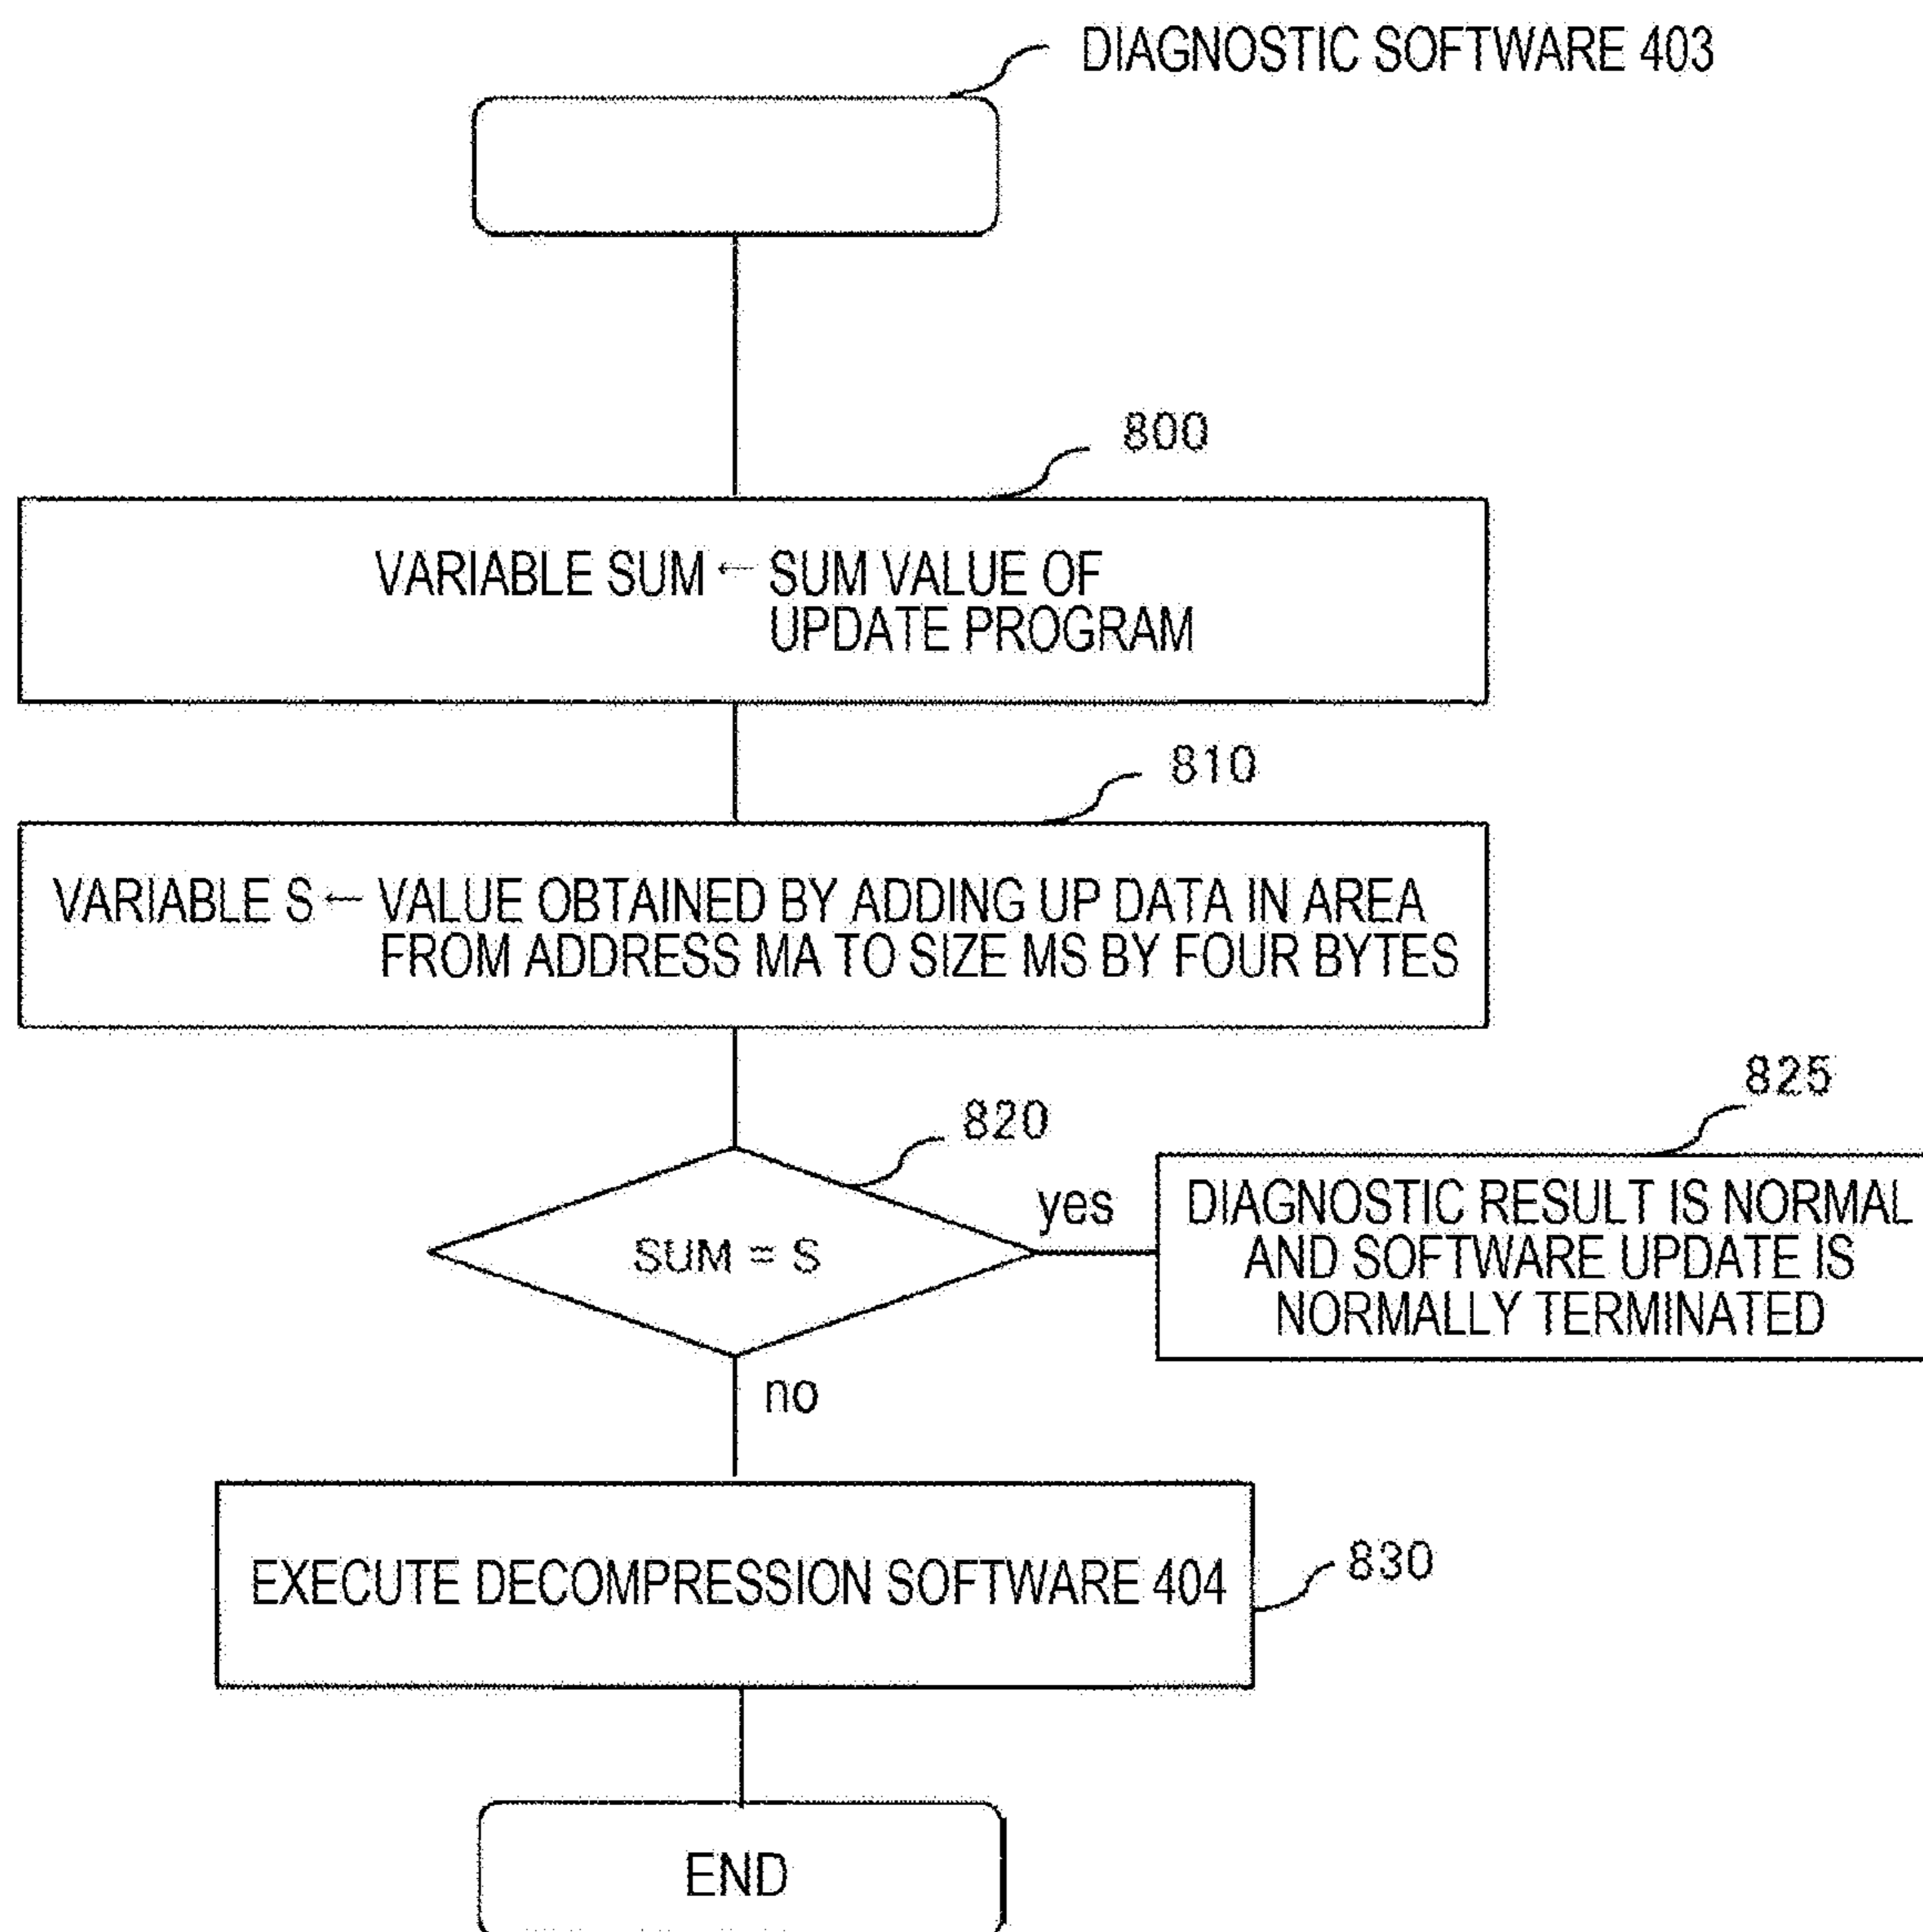 DIAGNOSTIC SOFTWARE 403
800
VARIABLE SUM ← SUM VALUE OF
UPDATE PROGRAM
810
VARIABLE S ← VALUE OBTAINED BY ADDING UP DATA IN AREA
FROM ADDRESS MA TO SIZE MS BY FOUR BYTES
820
825
SUM = S
yes
DIAGNOSTIC RESULT IS NORMAL
AND SOFTWARE UPDATE IS
NORMALLY TERMINATED
no
EXECUTE DECOMPRESSION SOFTWARE 404
830
END